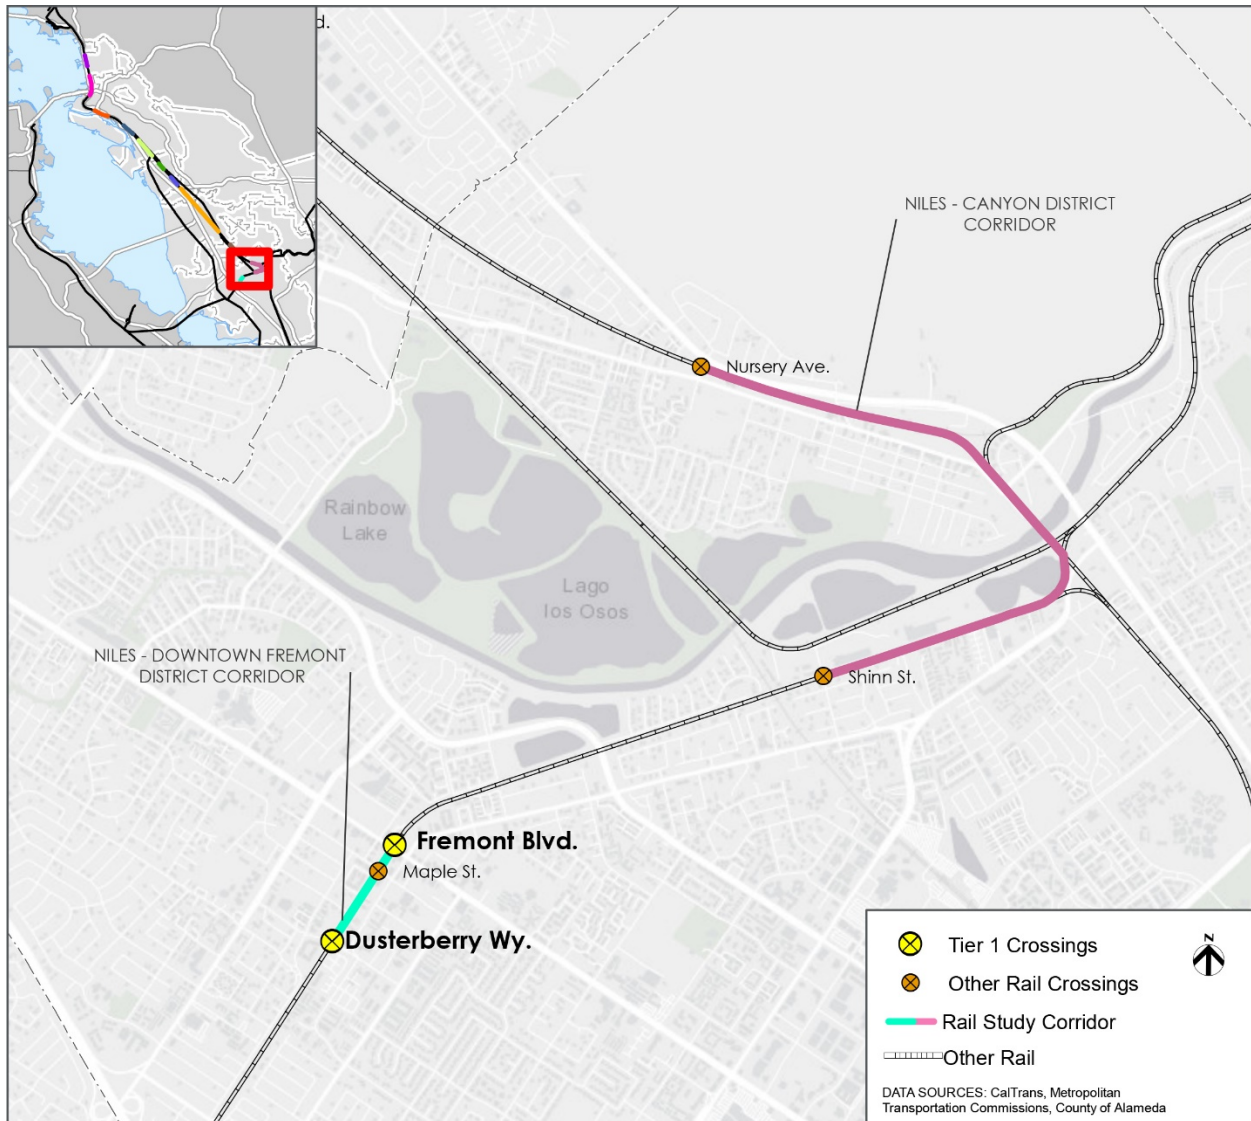 d.
NILES - CANYON DISTRICT
CORRIDOR
Nursery Ave.
Rainbow
Lake
Lago
los Osos
NILES - DOWNTOWN FREMONT
DISTRICT CORRIDOR
Shinn St.
Fremont Blvd.
Maple St.
Dusterberry Wy.
Tier 1 Crossings
N
Other Rail Crossings
Rail Study Corridor
Other Rail
DATA SOURCES: CalTrans, Metropolitan
Transportation Commissions, County of Alameda